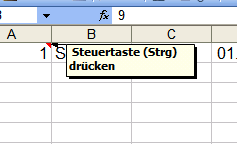 fx 9
A B C
1 S Steuertaste (Strg) 01.
drücken